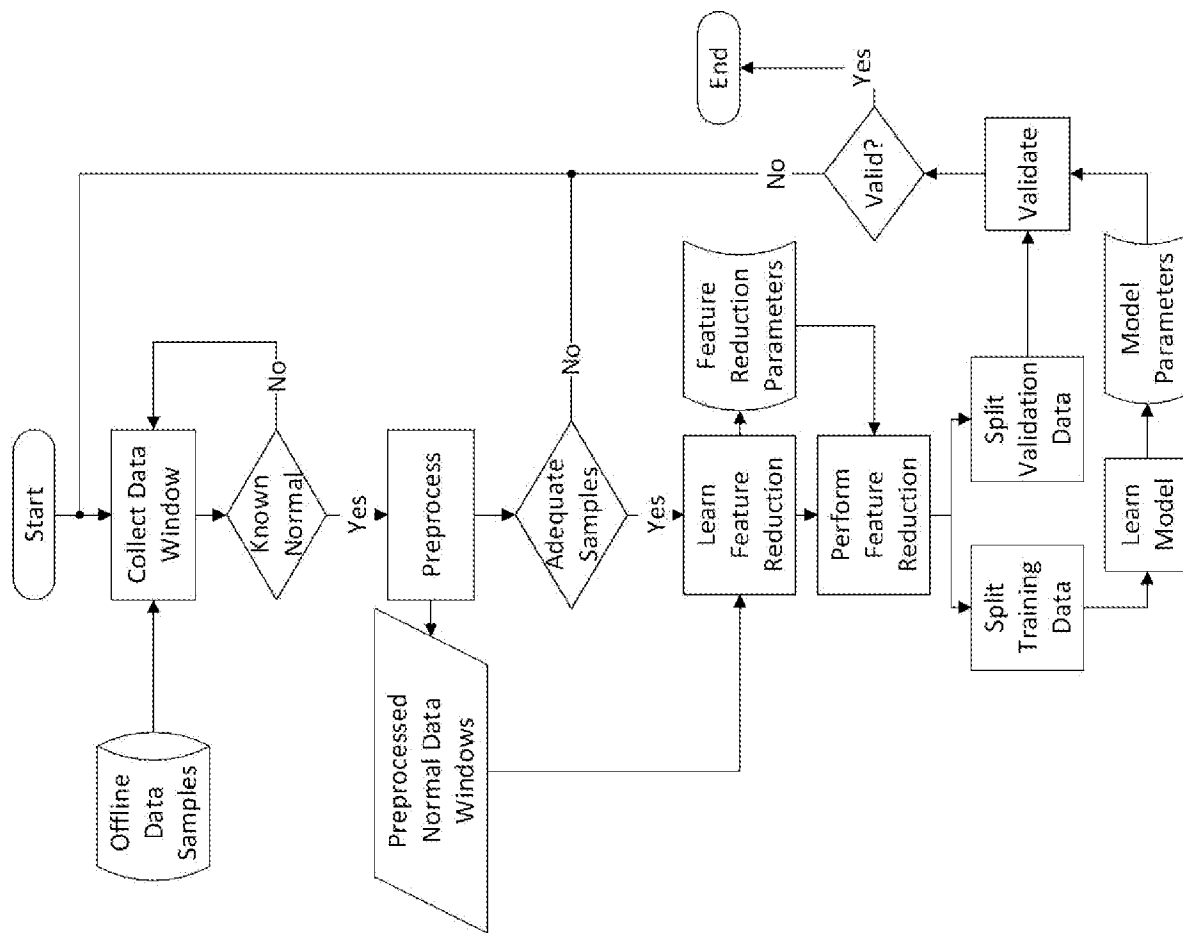 Start
Offline
Data
Samples
Collect Data
Window
Known
Normal
No
Yes
Preprocess
Preprocessed
Normal Data
Windows
Adequate
Samples
No
Yes
Learn
Feature
Reduction
Feature
Reduction
Parameters
Perform
Feature
Reduction
Split
Training
Data
Split
Validation
Data
Learn
Model
Model
Parameters
Validate
Valid?
No
Yes
End